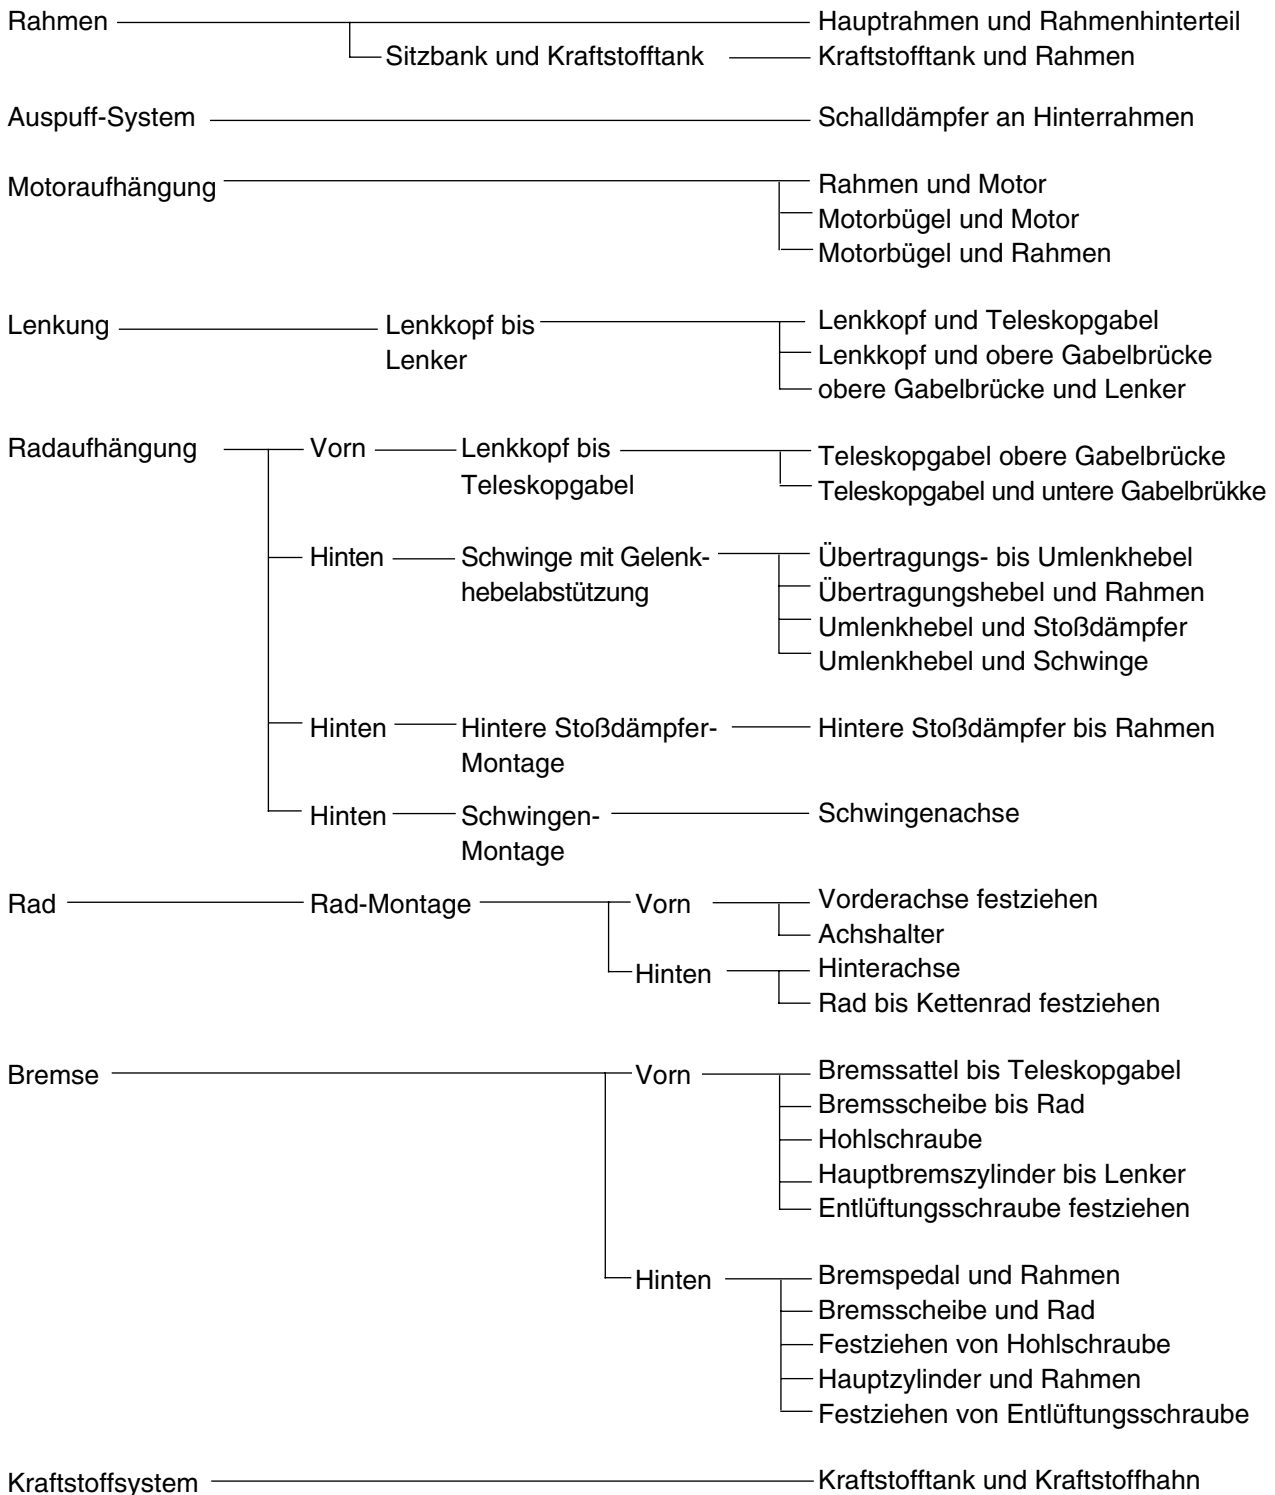 Rahmen
Hauptrahmen und Rahmenhinterteil
Sitzbank und Kraftstofftank
Kraftstofftank und Rahmen
Auspuff-System
Schalldämpfer an Hinterrahmen
Motoraufhängung
Rahmen und Motor
Motorbügel und Motor
Motorbügel und Rahmen
Lenkung
Lenkkopf bis
Lenker
Lenkkopf und Teleskopgabel
Lenkkopf und obere Gabelbrücke
obere Gabelbrücke und Lenker
Radaufhängung
Vorn
Lenkkopf bis
Teleskopgabel
Teleskopgabel obere Gabelbrücke
Teleskopgabel und untere Gabelbrükke
Hinten
Schwinge mit Gelenk-
hebelabstützung
Übertragungs- bis Umlenkhebel
Übertragungshebel und Rahmen
Umlenkhebel und Stoßdämpfer
Umlenkhebel und Schwinge
Hinten
Hintere Stoßdämpfer-
Montage
Hintere Stoßdämpfer bis Rahmen
Hinten
Schwingen-
Montage
Schwingenachse
Rad
Rad-Montage
Vorn
Vorderachse festziehen
Achshalter
Hinten
Hinterachse
Rad bis Kettenrad festziehen
Bremse
Vorn
Bremssattel bis Teleskopgabel
Bremsscheibe bis Rad
Hohlschraube
Hauptbremszylinder bis Lenker
Entlüftungsschraube festziehen
Hinten
Bremspedal und Rahmen
Bremsscheibe und Rad
Festziehen von Hohlschraube
Hauptzylinder und Rahmen
Festziehen von Entlüftungsschraube
Kraftstoffsystem
Kraftstofftank und Kraftstoffhahn